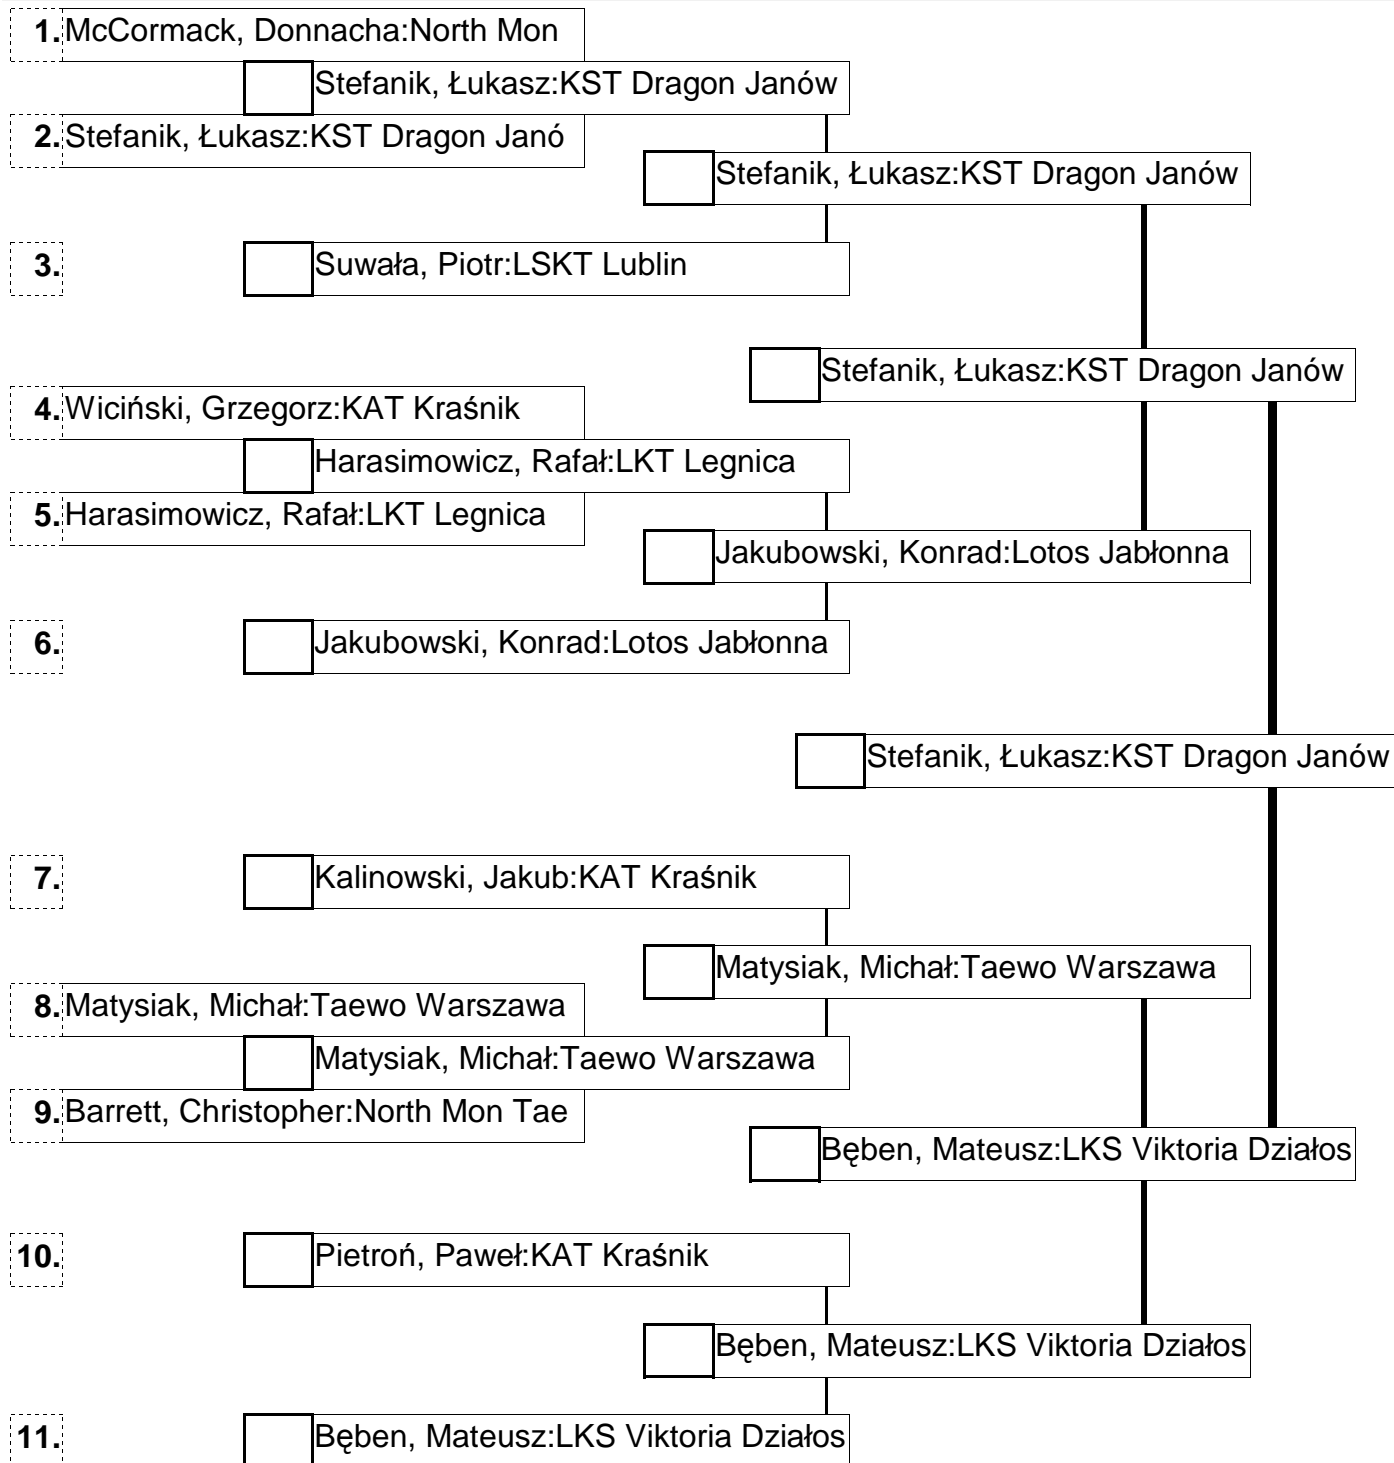 1. McCormack, Donnacha:North Mon
Stefanik, Łukasz:KST Dragon Janów
2. Stefanik, Łukasz:KST Dragon Janó
Stefanik, Łukasz:KST Dragon Janów
3. Suwała, Piotr:LSKT Lublin
Stefanik, Łukasz:KST Dragon Janów
4. Wiciński, Grzegorz:KAT Kraśnik
Harasimowicz, Rafał:LKT Legnica
5. Harasimowicz, Rafał:LKT Legnica
Jakubowski, Konrad:Lotos Jabłonna
6. Jakubowski, Konrad:Lotos Jabłonna
Stefanik, Łukasz:KST Dragon Janów
7. Kalinowski, Jakub:KAT Kraśnik
Matysiak, Michał:Taewo Warszawa
8. Matysiak, Michał:Taewo Warszawa
Matysiak, Michał:Taewo Warszawa
9. Barrett, Christopher:North Mon Tae
Bęben, Mateusz:LKS Viktoria Działos
10. Pietroń, Paweł:KAT Kraśnik
Bęben, Mateusz:LKS Viktoria Działos
11. Bęben, Mateusz:LKS Viktoria Działos